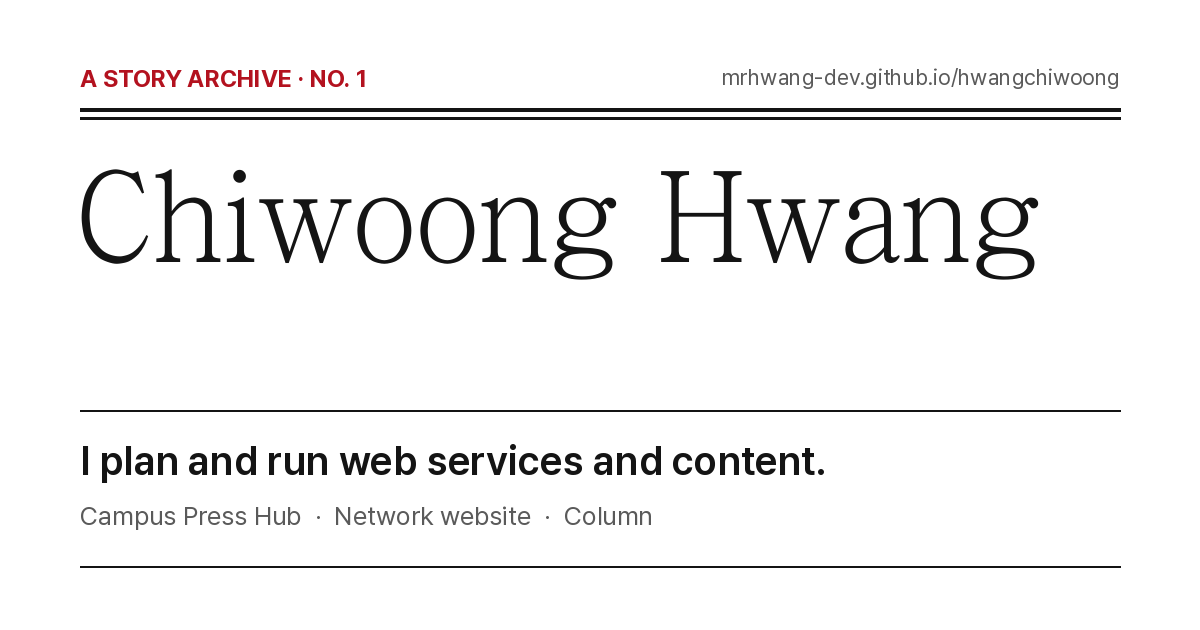 A STORY ARCHIVE · NO. 1
mrhwang-dev.github.io/hwangchiwoong
Chiwoong Hwang
I plan and run web services and content.
Campus Press Hub · Network website · Column